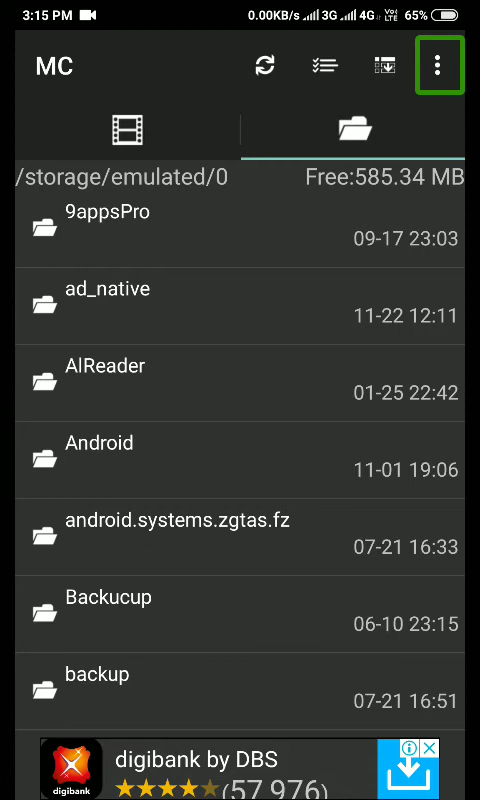 3:15 PM 0.00KB/s 3G 4G VoLTE 65%
MC
/storage/emulated/0 Free:585.34 MB
9appsPro
09-17 23:03
ad_native
11-22 12:11
AlReader
01-25 22:42
Android
11-01 19:06
android.systems.zgtas.fz
07-21 16:33
Backucup
06-10 23:15
backup
07-21 16:51
digibank by DBS
digibank
(57,976)